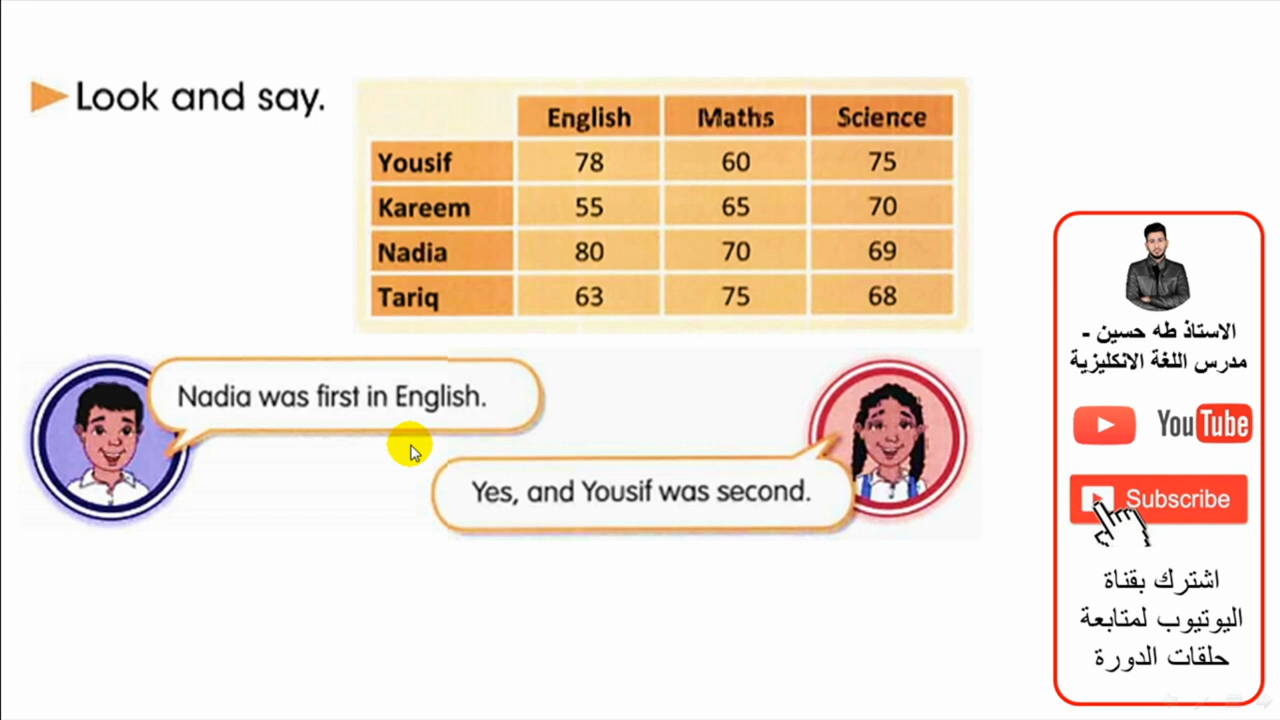 Look and say.
English Maths Science
Yousif 78 60 75
Kareem 55 65 70
Nadia 80 70 69
Tariq 63 75 68
Nadia was first in English.
Yes, and Yousif was second.
الاستاذ طه حسين -
مدرس اللغة الانكليزية
YouTube
Subscribe
اشترك بقناة
اليوتيوب لمتابعة
حلقات الدورة